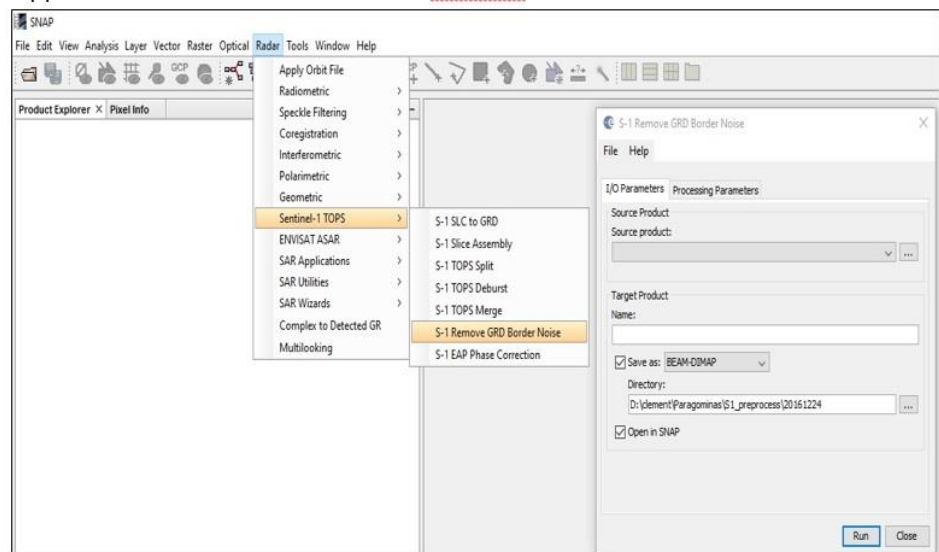 SNAP
File Edit View Analysis Layer Vector Raster Optical Radar Tools Window Help
GCP
Product Explorer × Pixel Info
Apply Orbit File
Radiometric >
Speckle Filtering >
Coregistration >
Interferometric >
Polarimetric >
Geometric >
Sentinel-1 TOPS >
ENVISAT ASAR >
SAR Applications >
SAR Utilities >
SAR Wizards >
Complex to Detected GR
Multilooking
S-1 SLC to GRD
S-1 Slice Assembly
S-1 TOPS Split
S-1 TOPS Deburst
S-1 TOPS Merge
S-1 Remove GRD Border Noise
S-1 EAP Phase Correction
S-1 Remove GRD Border Noise
File Help
I/O Parameters Processing Parameters
Source Product
Source product:
...
Target Product
Name:
Save as: BEAM-DIMAP
Directory:
D:\clement\Paragominas\S1_preprocess\20161224 ...
Open in SNAP
Run Close